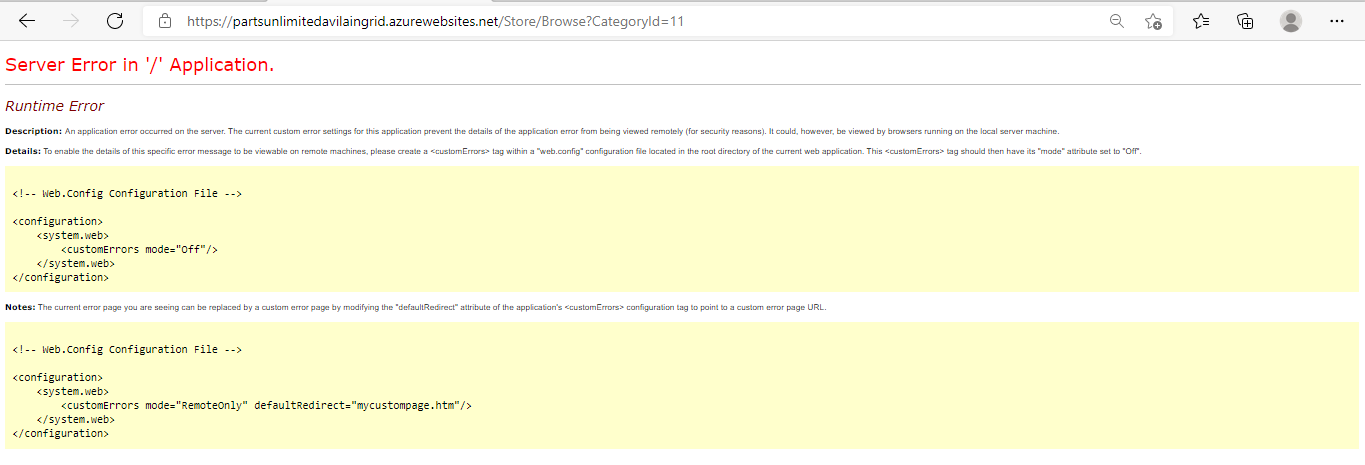 https://partsunlimitedavilaingrid.azurewebsites.net/Store/Browse?CategoryId=11
Server Error in '/' Application.
Runtime Error
Description: An application error occurred on the server. The current custom error settings for this application prevent the details of the application error from being viewed remotely (for security reasons). It could, however, be viewed by browsers running on the local server machine.
Details: To enable the details of this specific error message to be viewable on remote machines, please create a <customErrors> tag within a "web.config" configuration file located in the root directory of the current web application. This <customErrors> tag should then have its "mode" attribute set to "Off".
<!-- Web.Config Configuration File -->
<configuration>
    <system.web>
        <customErrors mode="Off"/>
    </system.web>
</configuration>
Notes: The current error page you are seeing can be replaced by a custom error page by modifying the "defaultRedirect" attribute of the application's <customErrors> configuration tag to point to a custom error page URL.
<!-- Web.Config Configuration File -->
<configuration>
    <system.web>
        <customErrors mode="RemoteOnly" defaultRedirect="mycustompage.htm"/>
    </system.web>
</configuration>